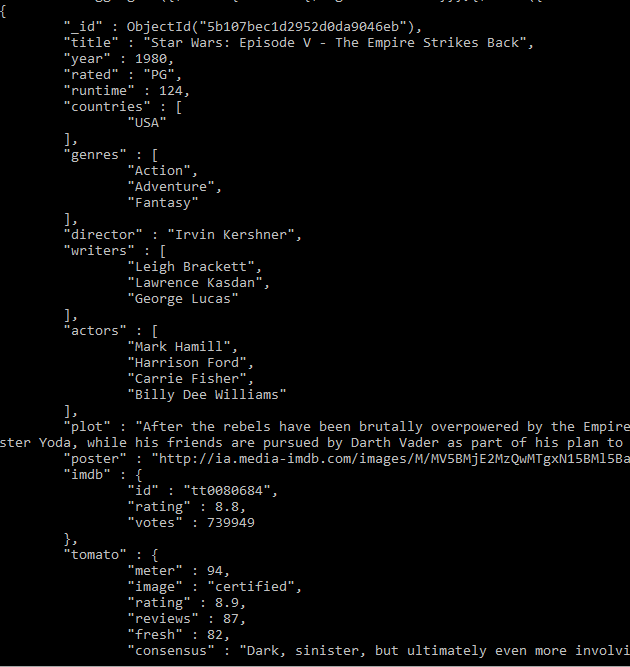 {
"_id" : ObjectId("5b107bec1d2952d0da9046eb"),
"title" : "Star Wars: Episode V - The Empire Strikes Back",
"year" : 1980,
"rated" : "PG",
"runtime" : 124,
"countries" : [
"USA"
],
"genres" : [
"Action",
"Adventure",
"Fantasy"
],
"director" : "Irvin Kershner",
"writers" : [
"Leigh Brackett",
"Lawrence Kasdan",
"George Lucas"
],
"actors" : [
"Mark Hamill",
"Harrison Ford",
"Carrie Fisher",
"Billy Dee Williams"
],
"plot" : "After the rebels have been brutally overpowered by the Empire
ster Yoda, while his friends are pursued by Darth Vader as part of his plan to
"poster" : "http://ia.media-imdb.com/images/M/MV5BMjE2MzQwMTgxN15BMl5Ba
"imdb" : {
"id" : "tt0080684",
"rating" : 8.8,
"votes" : 739949
},
"tomato" : {
"meter" : 94,
"image" : "certified",
"rating" : 8.9,
"reviews" : 87,
"fresh" : 82,
"consensus" : "Dark, sinister, but ultimately even more involvi